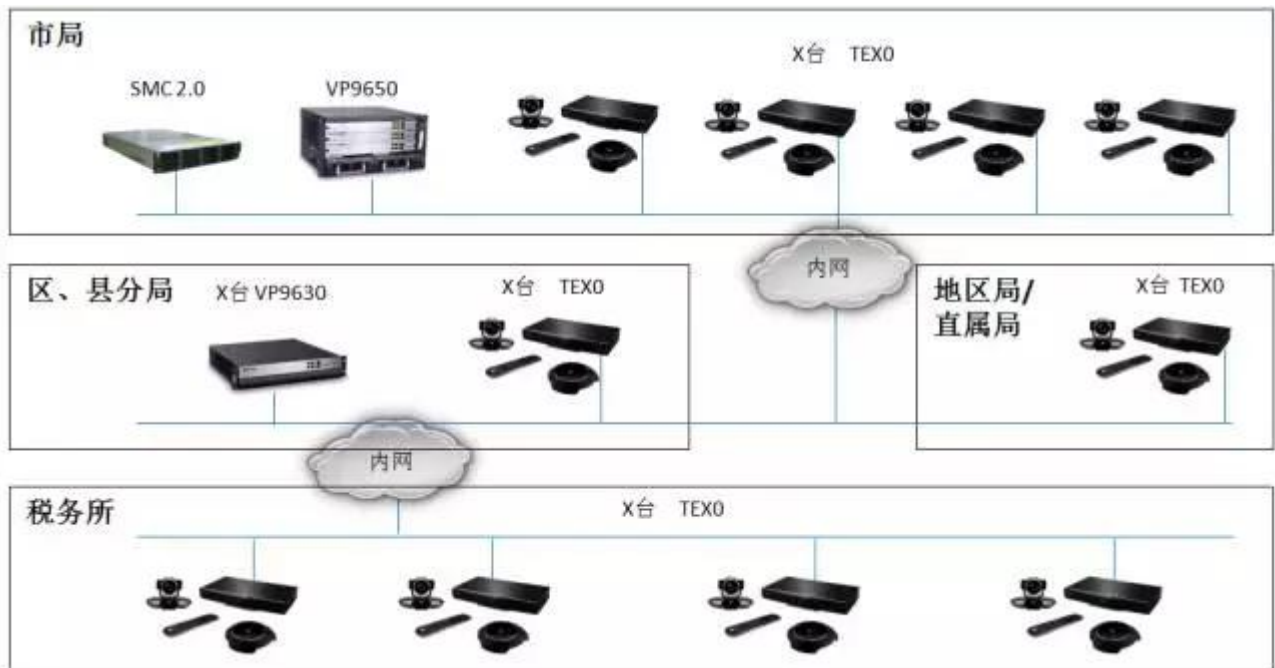 市局
X台 TEX0
SMC 2.0
VP9650
内网
区、县分局
X台 VP9630
X台 TEX0
地区局/
直属局
X台 TEX0
内网
税务所
X台 TEX0